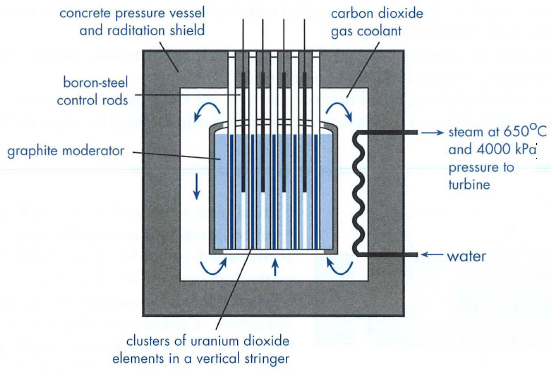 concrete pressure vessel
and raditation shield
carbon dioxide
gas coolant
boron-steel
control rods
graphite moderator
steam at 650°C
and 4000 kPa
pressure to
turbine
water
clusters of uranium dioxide
elements in a vertical stringer